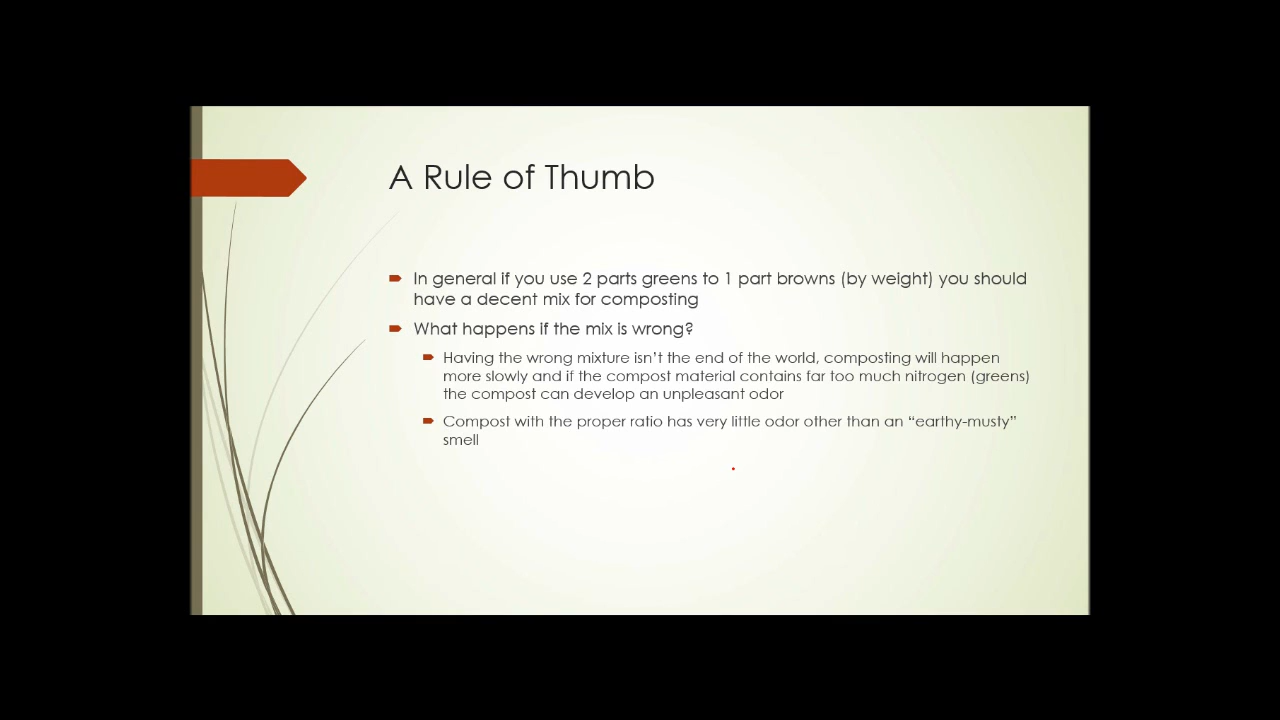 A Rule of Thumb
In general if you use 2 parts greens to 1 part browns (by weight) you should
have a decent mix for composting
What happens if the mix is wrong?
Having the wrong mixture isn’t the end of the world, composting will happen
more slowly and if the compost material contains far too much nitrogen (greens)
the compost can develop an unpleasant odor
Compost with the proper ratio has very little odor other than an “earthy-musty”
smell